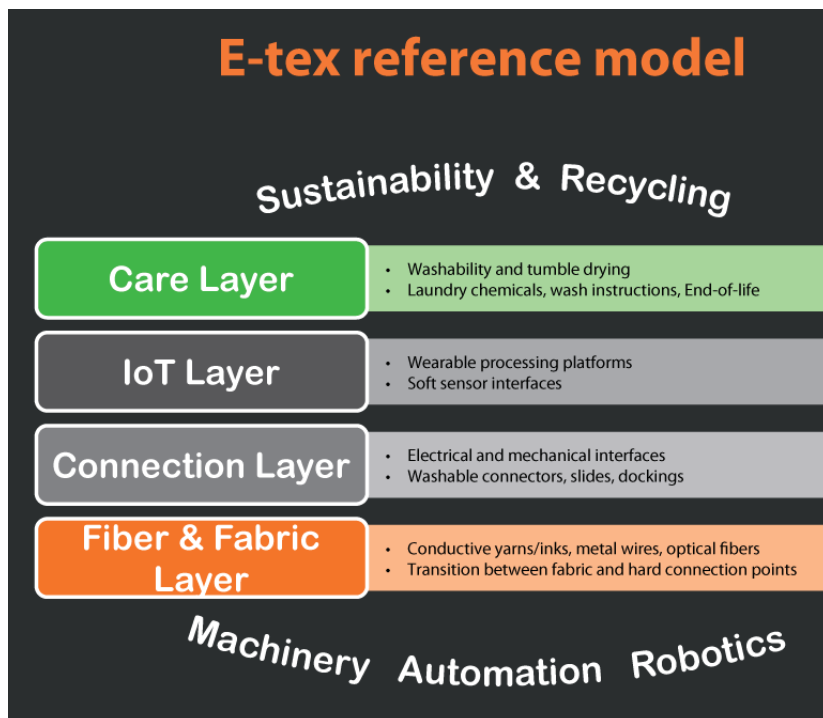 E-tex reference model
Sustainability & Recycling
Care Layer
• Washability and tumble drying
• Laundry chemicals, wash instructions, End-of-life
IoT Layer
• Wearable processing platforms
• Soft sensor interfaces
Connection Layer
• Electrical and mechanical interfaces
• Washable connectors, slides, dockings
Fiber & Fabric
Layer
• Conductive yarns/inks, metal wires, optical fibers
• Transition between fabric and hard connection points
Machinery Automation Robotics